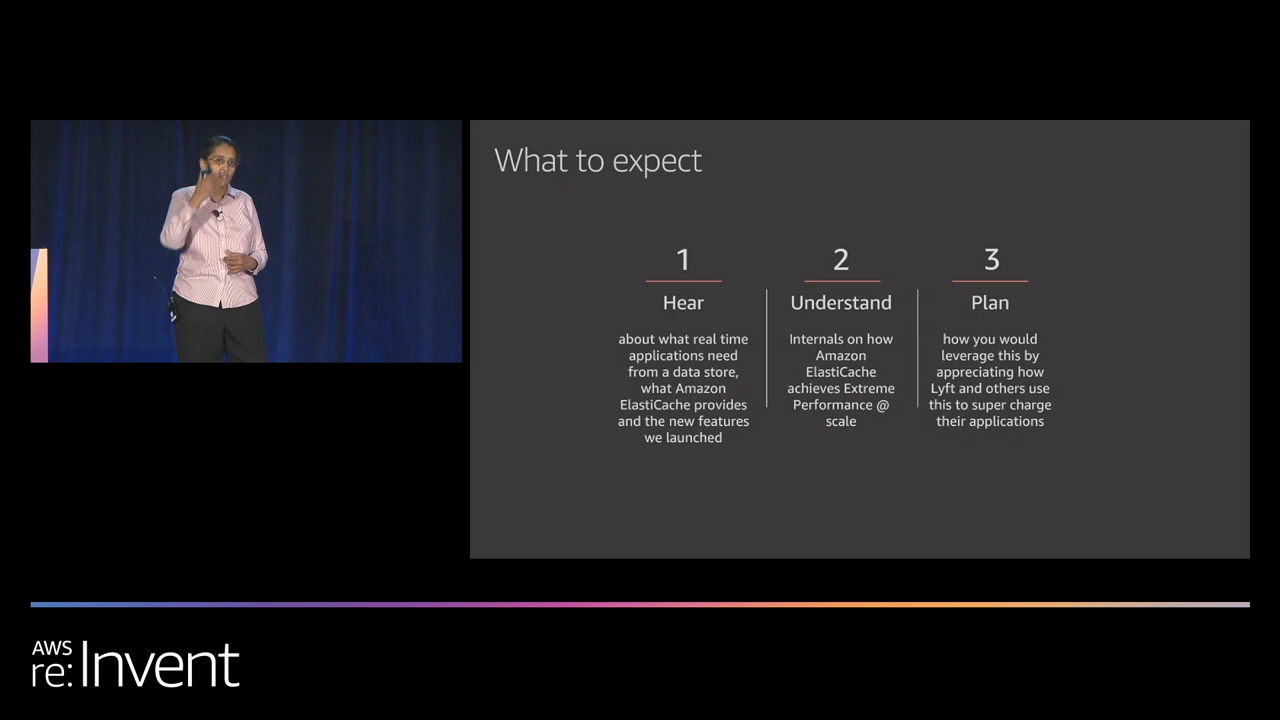 What to expect
1
Hear
about what real time
applications need
from a data store,
what Amazon
ElastiCache provides
and the new features
we launched
2
Understand
Internals on how
Amazon
ElastiCache
achieves Extreme
Performance @
scale
3
Plan
how you would
leverage this by
appreciating how
Lyft and others use
this to super charge
their applications
AWS
re:Invent